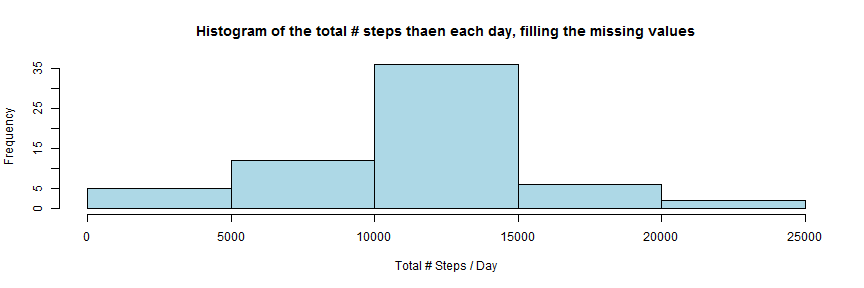 Histogram of the total # steps thaen each day, filling the missing values
Frequency
35
25
15
5
0
0 5000 10000 15000 20000 25000
Total # Steps / Day